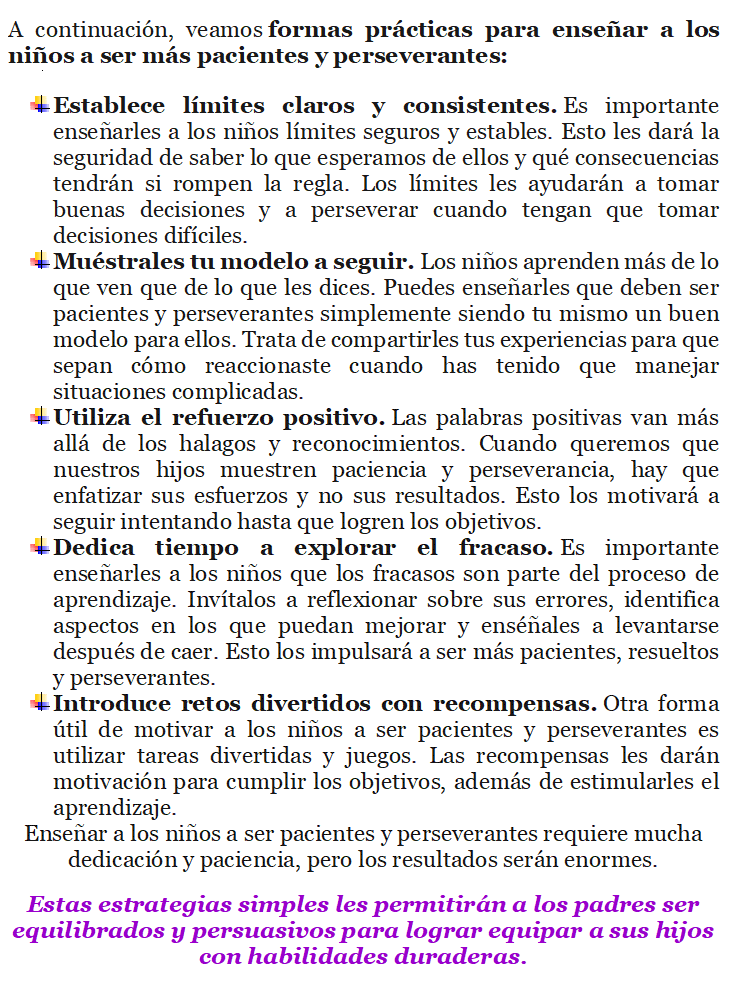 A continuación, veamos formas prácticas para enseñar a los
niños a ser más pacientes y perseverantes:
Establece límites claros y consistentes. Es importante
enseñarles a los niños límites seguros y estables. Esto les dará la
seguridad de saber lo que esperamos de ellos y qué consecuencias
tendrán si rompen la regla. Los límites les ayudarán a tomar
buenas decisiones y a perseverar cuando tengan que tomar
decisiones difíciles.
Muéstrales tu modelo a seguir. Los niños aprenden más de lo
que ven que de lo que les dices. Puedes enseñarles que deben ser
pacientes y perseverantes simplemente siendo tu mismo un buen
modelo para ellos. Trata de compartirles tus experiencias para que
sepan cómo reaccionaste cuando has tenido que manejar
situaciones complicadas.
Utiliza el refuerzo positivo. Las palabras positivas van más
allá de los halagos y reconocimientos. Cuando queremos que
nuestros hijos muestren paciencia y perseverancia, hay que
enfatizar sus esfuerzos y no sus resultados. Esto los motivará a
seguir intentando hasta que logren los objetivos.
Dedica tiempo a explorar el fracaso. Es importante
enseñarles a los niños que los fracasos son parte del proceso de
aprendizaje. Invítalos a reflexionar sobre sus errores, identifica
aspectos en los que puedan mejorar y enséñales a levantarse
después de caer. Esto los impulsará a ser más pacientes, resueltos
y perseverantes.
Introduce retos divertidos con recompensas. Otra forma
útil de motivar a los niños a ser pacientes y perseverantes es
utilizar tareas divertidas y juegos. Las recompensas les darán
motivación para cumplir los objetivos, además de estimularles el
aprendizaje.
Enseñar a los niños a ser pacientes y perseverantes requiere mucha
dedicación y paciencia, pero los resultados serán enormes.
Estas estrategias simples les permitirán a los padres ser
equilibrados y persuasivos para lograr equipar a sus hijos
con habilidades duraderas.